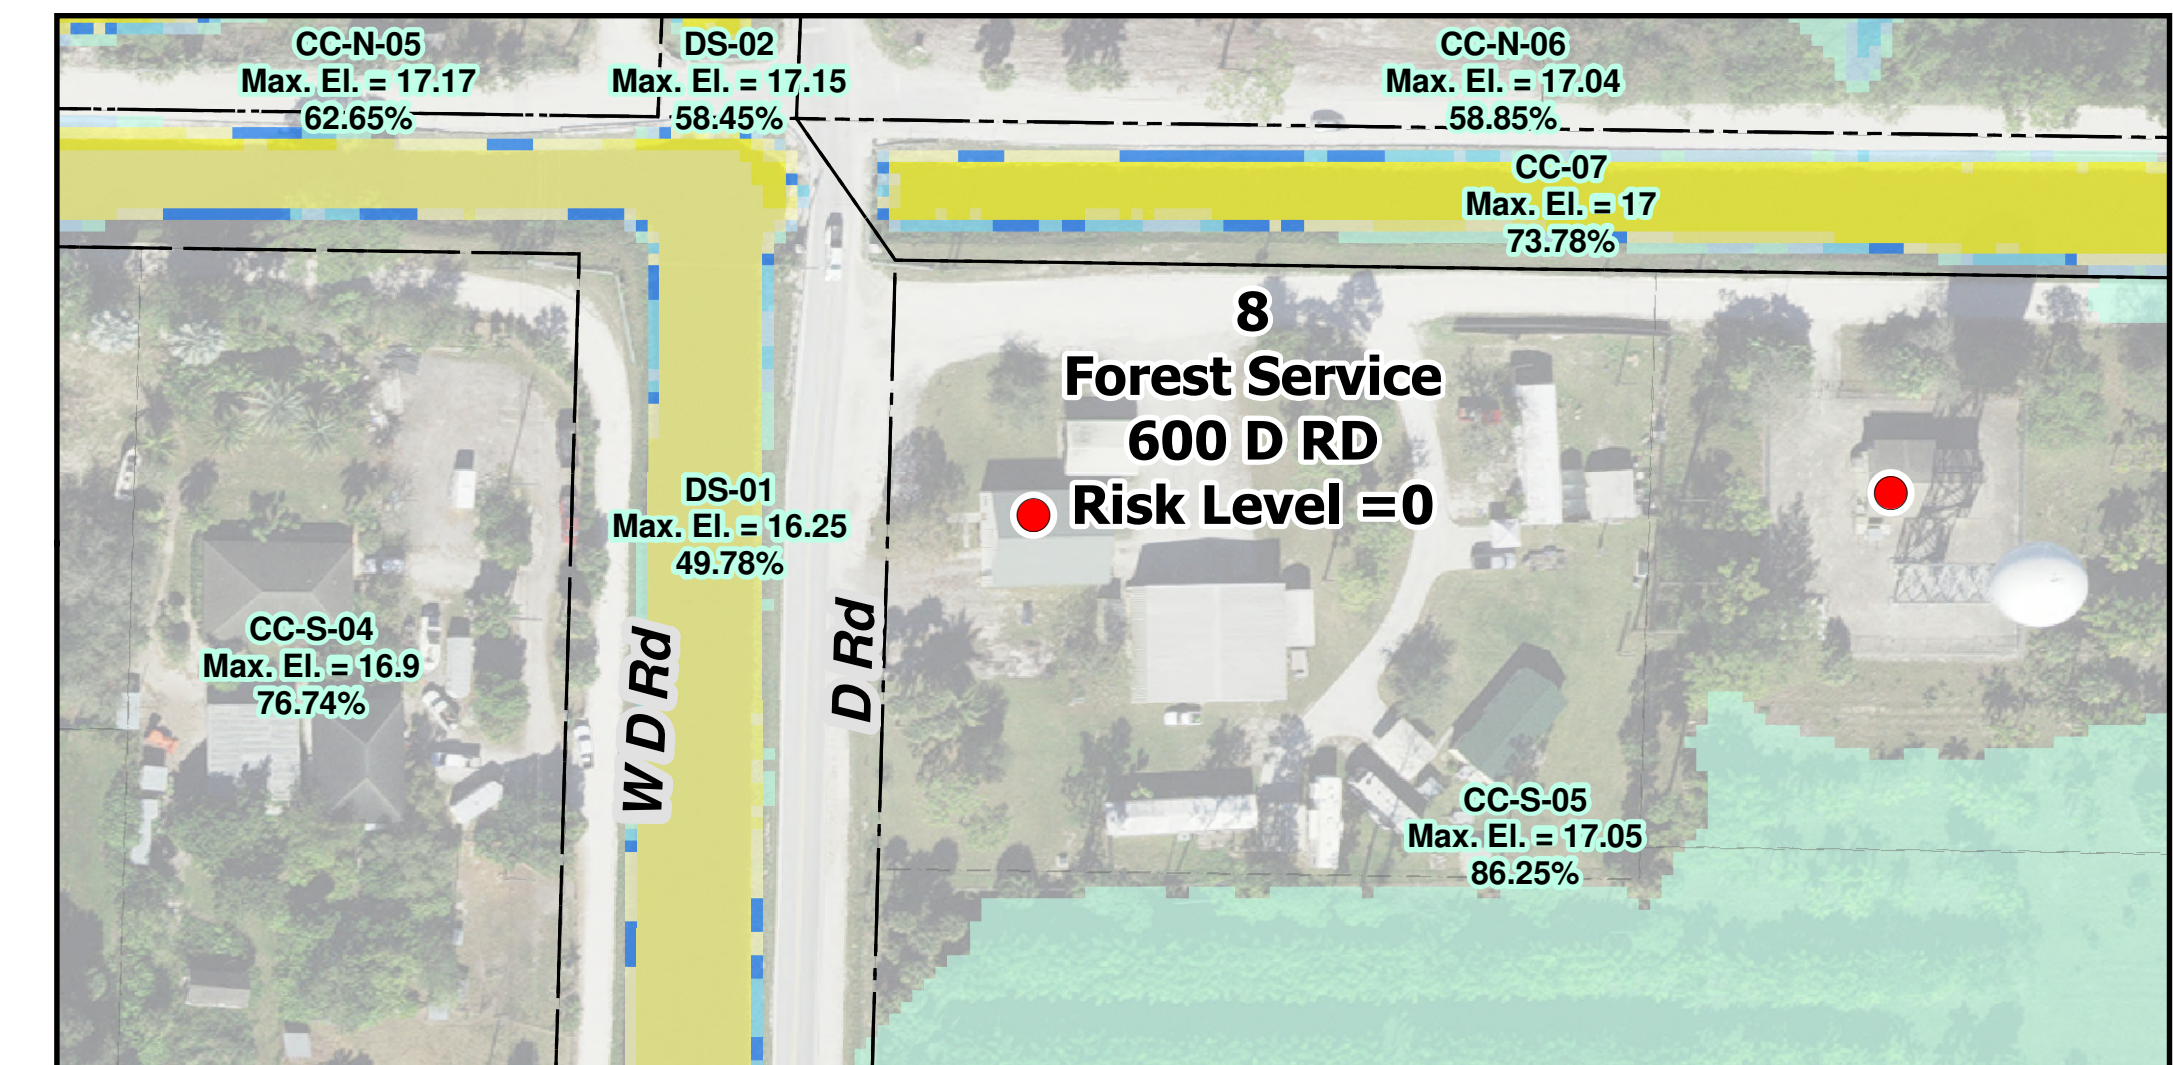 CC-N-05
Max. El. = 17.17
62.65%
DS-02
Max. El. = 17.15
58.45%
CC-N-06
Max. El. = 17.04
58.85%
CC-07
Max. El. = 17
73.78%
8
Forest Service
600 D RD
Risk Level =0
DS-01
Max. El. = 16.25
49.78%
CC-S-04
Max. El. = 16.9
76.74%
W D Rd
D Rd
CC-S-05
Max. El. = 17.05
86.25%